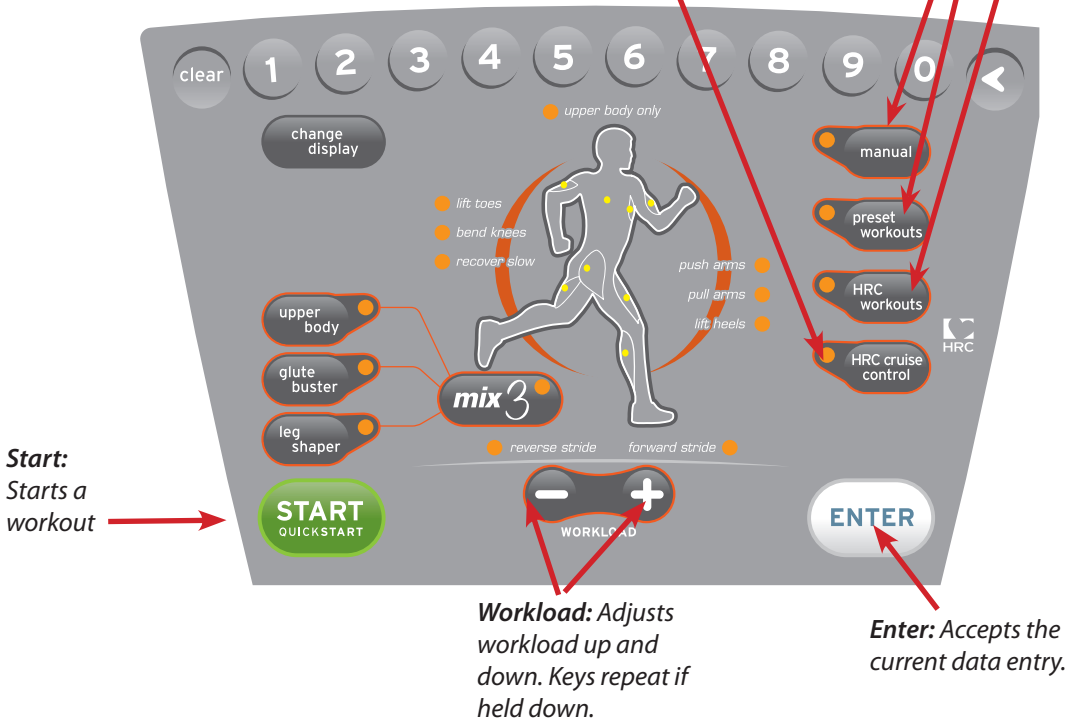 clear 1 2 3 4 5 6 7 8 9 0 <
change
display
upper body only
manual
lift toes
bend knees
recover slow
preset
workouts
push arms
pull arms
lift heels
HRC
workouts
upper
body
HRC
HRC cruise
control
glute
buster
mix3
leg
shaper
reverse stride forward stride
Start:
Starts a
workout
START
QUICKSTART
WORKLOAD
ENTER
Workload: Adjusts
workload up and
down. Keys repeat if
held down.
Enter: Accepts the
current data entry.